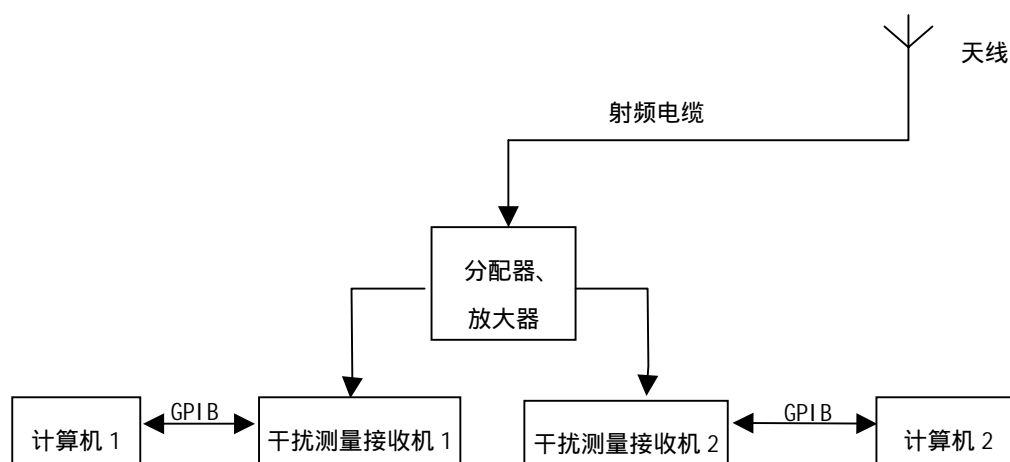 天线
射频电缆
分配器、
放大器
计算机 1
GPIB
干扰测量接收机 1
干扰测量接收机 2
GPIB
计算机 2